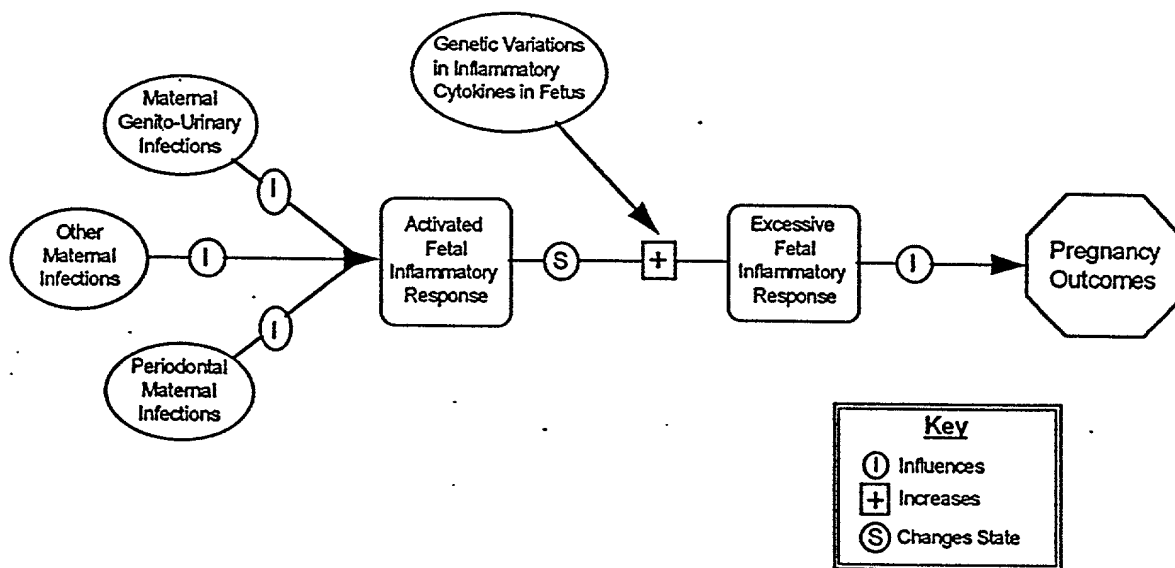 Genetic Variations
in Inflammatory
Cytokines in Fetus
Maternal
Genito-Urinary
Infections
I
Other
Maternal
Infections
I
Periodontal
Maternal
Infections
I
Activated
Fetal
Inflammatory
Response
S
+
Excessive
Fetal
Inflammatory
Response
I
Pregnancy
Outcomes
Key
I Influences
+ Increases
S Changes State